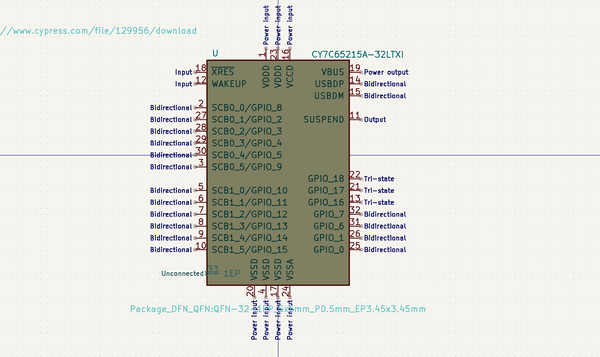 Power input Power input Power input
//www.cypress.com/file/129956/download
U CY7C65215A-32LTXI
1 23 16
VDDD VDDD VCCD
Input 18 XRES VBUS 19 Power output
Input 12 WAKEUP USBDP 14 Bidirectional
USBDM 15 Bidirectional
Bidirectional 2 SCB0_0/GPIO_8
Bidirectional 27 SCB0_1/GPIO_2 SUSPEND 11 Output
Bidirectional 28 SCB0_2/GPIO_3
Bidirectional 29 SCB0_3/GPIO_4
Bidirectional 30 SCB0_4/GPIO_5
Bidirectional 3 SCB0_5/GPIO_9
GPIO_18 22 Tri-state
Bidirectional 5 SCB1_0/GPIO_10 GPIO_17 21 Tri-state
Bidirectional 6 SCB1_1/GPIO_11 GPIO_16 13 Tri-state
Bidirectional 7 SCB1_2/GPIO_12 GPIO_7 32 Bidirectional
Bidirectional 8 SCB1_3/GPIO_13 GPIO_6 31 Bidirectional
Bidirectional 9 SCB1_4/GPIO_14 GPIO_1 26 Bidirectional
Bidirectional 10 SCB1_5/GPIO_15 GPIO_0 25 Bidirectional
Unconnected 33 1EP
VSSD VSSD VSSD VSSA
20 4 17 24
Package_DFN_QFN:QFN-32- P0.5mm_EP3.45x3.45mm
Power input Power input Power input Power input